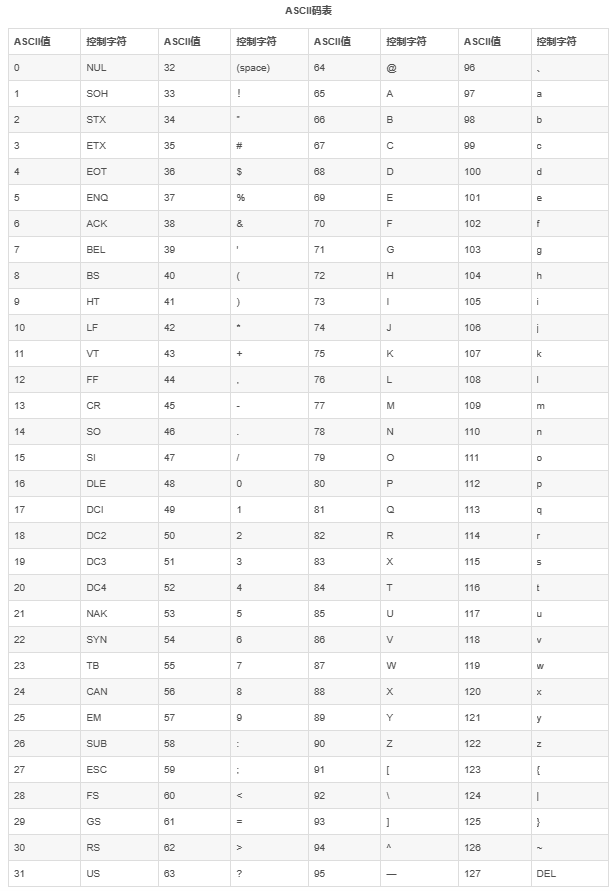 ASCII码表
ASCII值 控制字符 ASCII值 控制字符 ASCII值 控制字符 ASCII值 控制字符
0 NUL 32 (space) 64 @ 96 、
1 SOH 33 ! 65 A 97 a
2 STX 34 " 66 B 98 b
3 ETX 35 # 67 C 99 c
4 EOT 36 $ 68 D 100 d
5 ENQ 37 % 69 E 101 e
6 ACK 38 & 70 F 102 f
7 BEL 39 ' 71 G 103 g
8 BS 40 ( 72 H 104 h
9 HT 41 ) 73 I 105 i
10 LF 42 * 74 J 106 j
11 VT 43 + 75 K 107 k
12 FF 44 , 76 L 108 l
13 CR 45 - 77 M 109 m
14 SO 46 . 78 N 110 n
15 SI 47 / 79 O 111 o
16 DLE 48 0 80 P 112 p
17 DCI 49 1 81 Q 113 q
18 DC2 50 2 82 R 114 r
19 DC3 51 3 83 X 115 s
20 DC4 52 4 84 T 116 t
21 NAK 53 5 85 U 117 u
22 SYN 54 6 86 V 118 v
23 TB 55 7 87 W 119 w
24 CAN 56 8 88 X 120 x
25 EM 57 9 89 Y 121 y
26 SUB 58 : 90 Z 122 z
27 ESC 59 ; 91 [ 123 {
28 FS 60 < 92 \ 124 |
29 GS 61 = 93 ] 125 }
30 RS 62 > 94 ^ 126 ~
31 US 63 ? 95 — 127 DEL